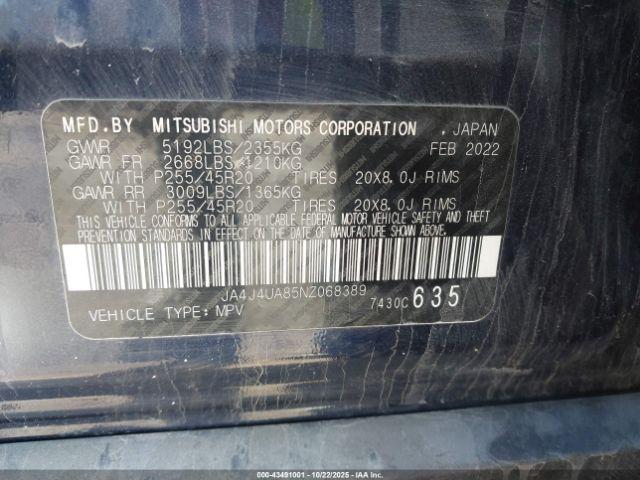 MFD.BY MITSUBISHI MOTORS CORPORATION . JAPAN
GVWR 5192LBS/2355KG FEB 2022
GAWR FR 2668LBS/1210KG
WITH P255/45R20 TIRES 20X8.0J RIMS
GAWR RR 3009LBS/1365KG
WITH P255/45R20 TIRES 20X8.0J RIMS
THIS VEHICLE CONFORMS TO ALL APPLICABLE FEDERAL MOTOR VEHICLE SAFETY AND THEFT
PREVENTION STANDARDS IN EFFECT ON THE DATE OF MANUFACTURE SHOWN ABOVE.
JA4J4UA85NZ068389
7430C 635
VEHICLE TYPE: MPV
000-43491001 - 10/22/2025 - iaai.com